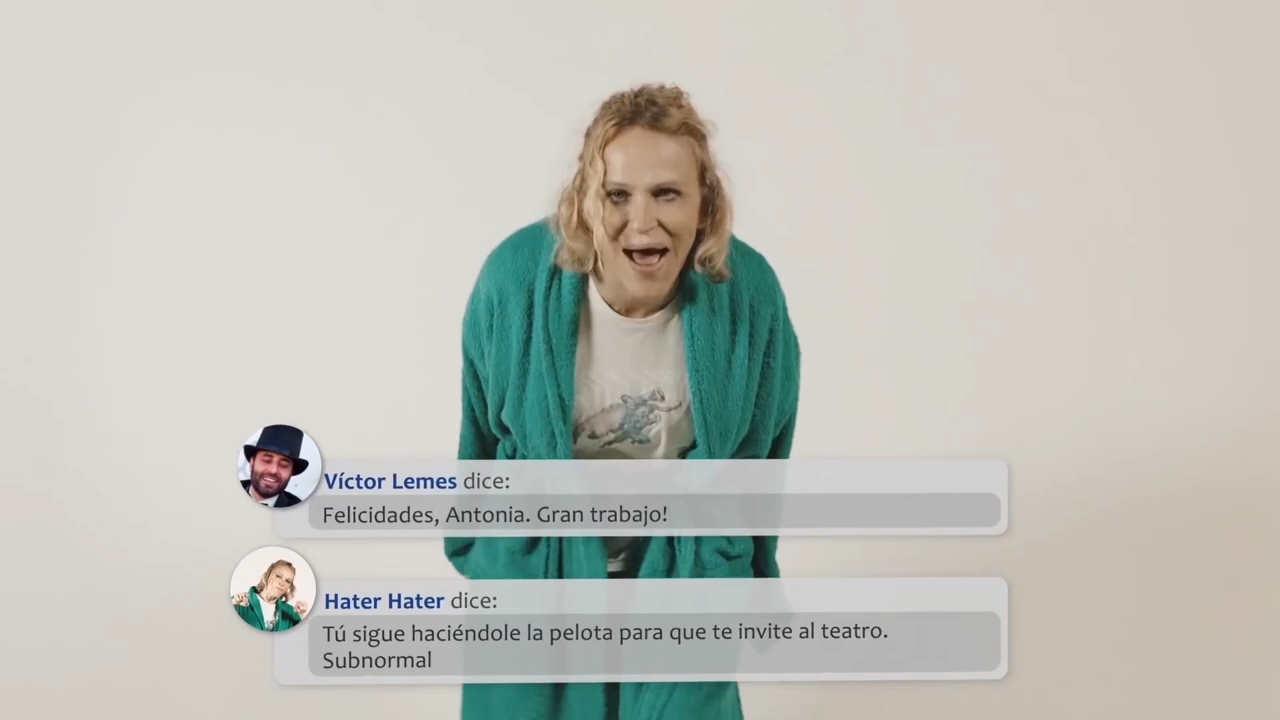 Víctor Lemes dice:
Felicidades, Antonia. Gran trabajo!
Hater Hater dice:
Tú sigue haciéndole la pelota para que te invite al teatro.
Subnormal